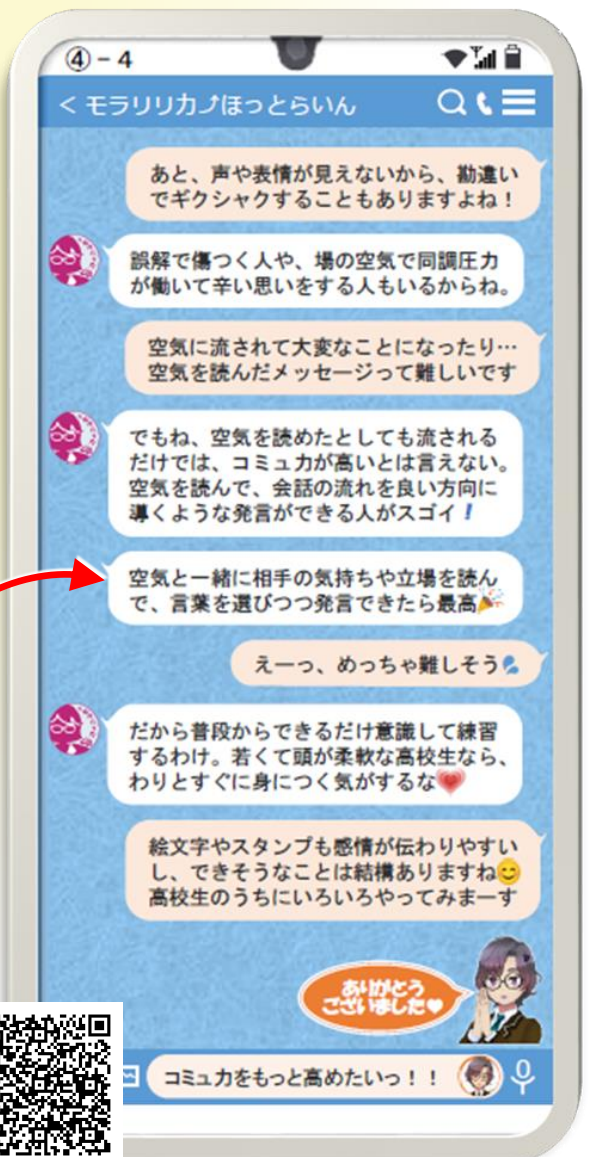 ④－4
＜ モラリリカ⤴ほっとらいん
あと、声や表情が見えないから、勘違い
でギクシャクすることもありますよね！
誤解で傷つく人や、場の空気で同調圧力
が働いて辛い思いをする人もいるからね。
空気に流されて大変なことになったり…
空気を読んだメッセージって難しいです
でもね、空気を読めたとしても流される
だけでは、コミュ力が高いとは言えない。
空気を読んで、会話の流れを良い方向に
導くような発言ができる人がスゴイ！
空気と一緒に相手の気持ちや立場を読ん
で、言葉を選びつつ発言できたら最高🎉
えーっ、めっちゃ難しそう💦
だから普段からできるだけ意識して練習
するわけ。若くて頭が柔軟な高校生なら、
わりとすぐに身につく気がするな❤
絵文字やスタンプも感情が伝わりやすい
し、できそうなことは結構ありますね😊
高校生のうちにいろいろやってみまーす
ありがとう
ございました♥
コミュ力をもっと高めたいっ！！